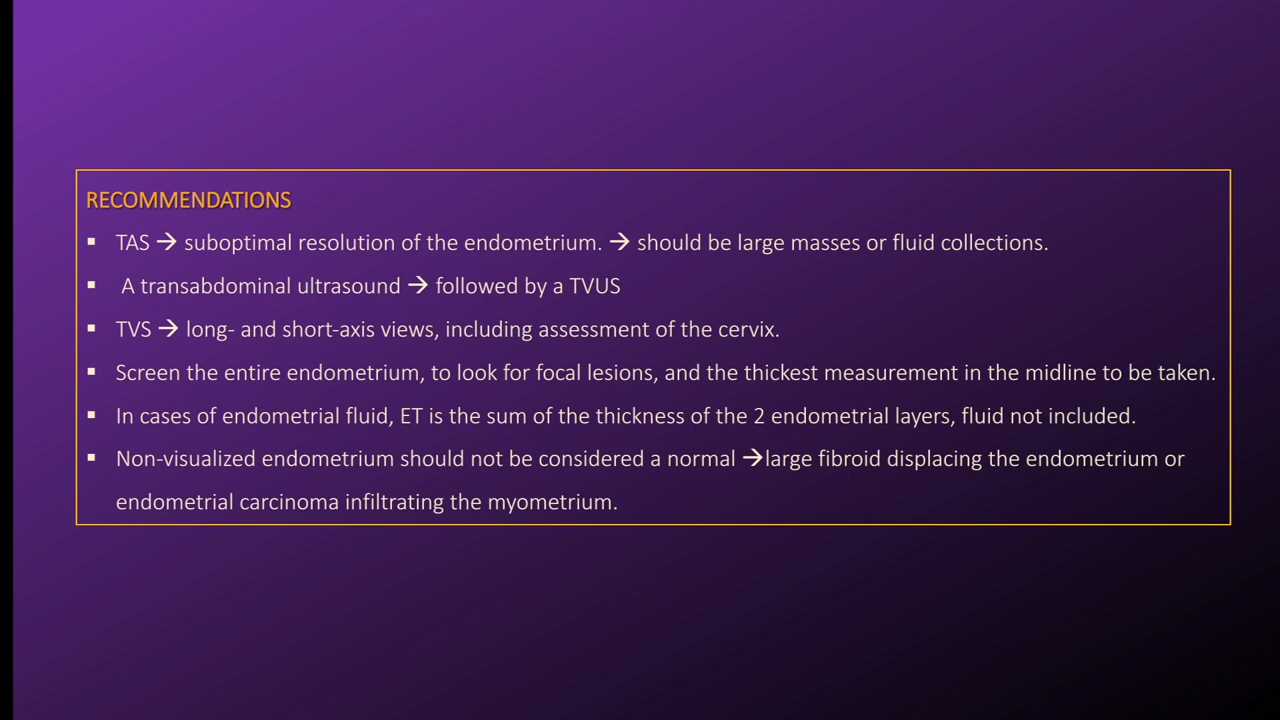 RECOMMENDATIONS
▪ TAS → suboptimal resolution of the endometrium. → should be large masses or fluid collections.
▪ A transabdominal ultrasound → followed by a TVUS
▪ TVS → long- and short-axis views, including assessment of the cervix.
▪ Screen the entire endometrium, to look for focal lesions, and the thickest measurement in the midline to be taken.
▪ In cases of endometrial fluid, ET is the sum of the thickness of the 2 endometrial layers, fluid not included.
▪ Non-visualized endometrium should not be considered a normal →large fibroid displacing the endometrium or
endometrial carcinoma infiltrating the myometrium.